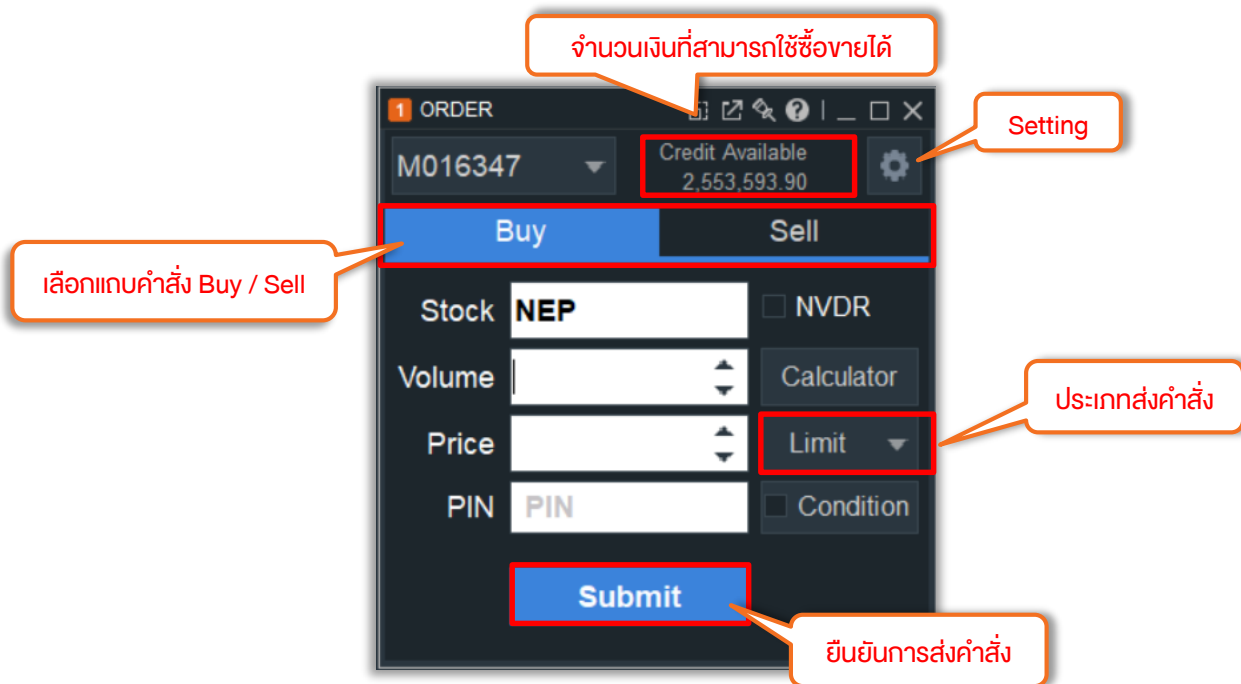 จำนวนเงินที่สามารถใช้ซื้อขายได้
1 ORDER
Setting
M016347
Credit Available
2,553,593.90
Buy
Sell
เลือกแถบคำสั่ง Buy / Sell
Stock NEP
NVDR
Volume
Calculator
ประเภทส่งคำสั่ง
Price
Limit
PIN PIN
Condition
Submit
ยืนยันการส่งคำสั่ง